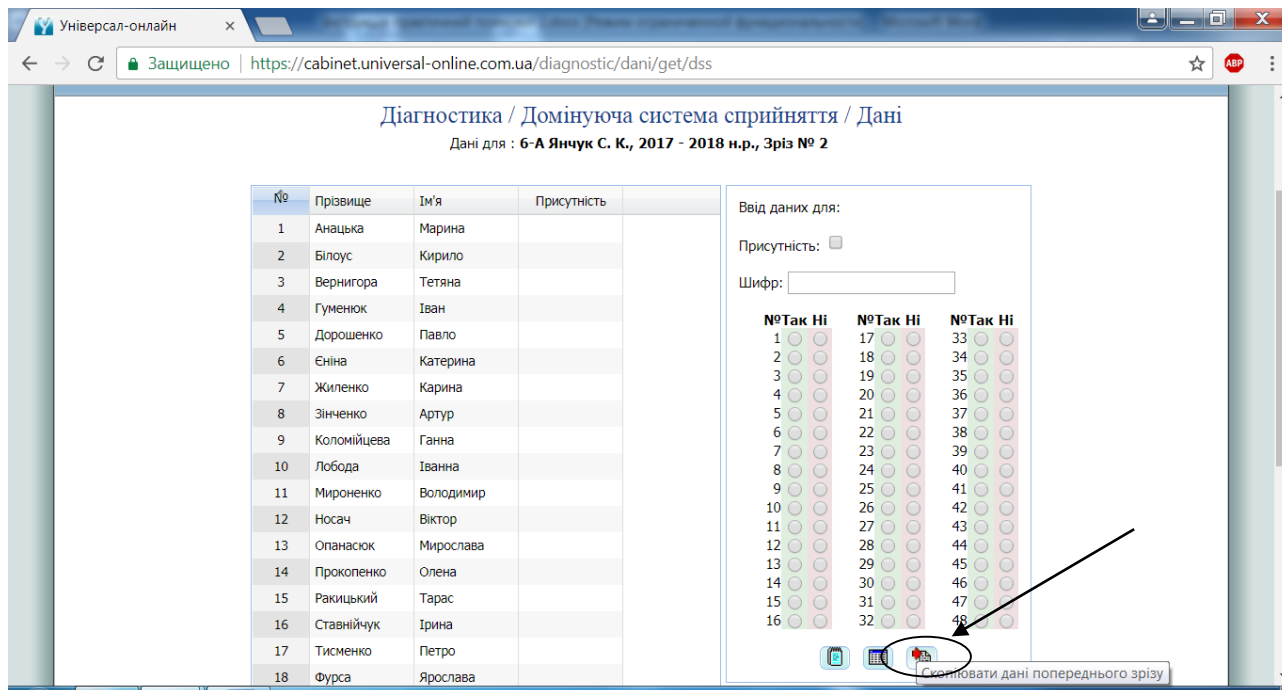 Універсал-онлайн
Защищено | https://cabinet.universal-online.com.ua/diagnostic/dani/get/dss
ABP
Діагностика / Домінуюча система сприйняття / Дані
Дані для : 6-А Янчук С. К., 2017 - 2018 н.р., Зріз № 2
№ Прізвище Ім'я Присутність
1 Анацька Марина
2 Білоус Кирило
3 Вернигора Тетяна
4 Гуменюк Іван
5 Дорошенко Павло
6 Єніна Катерина
7 Жиленко Карина
8 Зінченко Артур
9 Коломійцева Ганна
10 Лобода Іванна
11 Мироненко Володимир
12 Носач Віктор
13 Опанасюк Мирослава
14 Прокопенко Олена
15 Ракицький Тарас
16 Ставнійчук Ірина
17 Тисменко Петро
18 Фурса Ярослава
Ввід даних для:
Присутність:
Шифр:
№Так Ні №Так Ні №Так Ні
1 17 33
2 18 34
3 19 35
4 20 36
5 21 37
6 22 38
7 23 39
8 24 40
9 25 41
10 26 42
11 27 43
12 28 44
13 29 45
14 30 46
15 31 47
16 32 48
Скопіювати дані попереднього зрізу